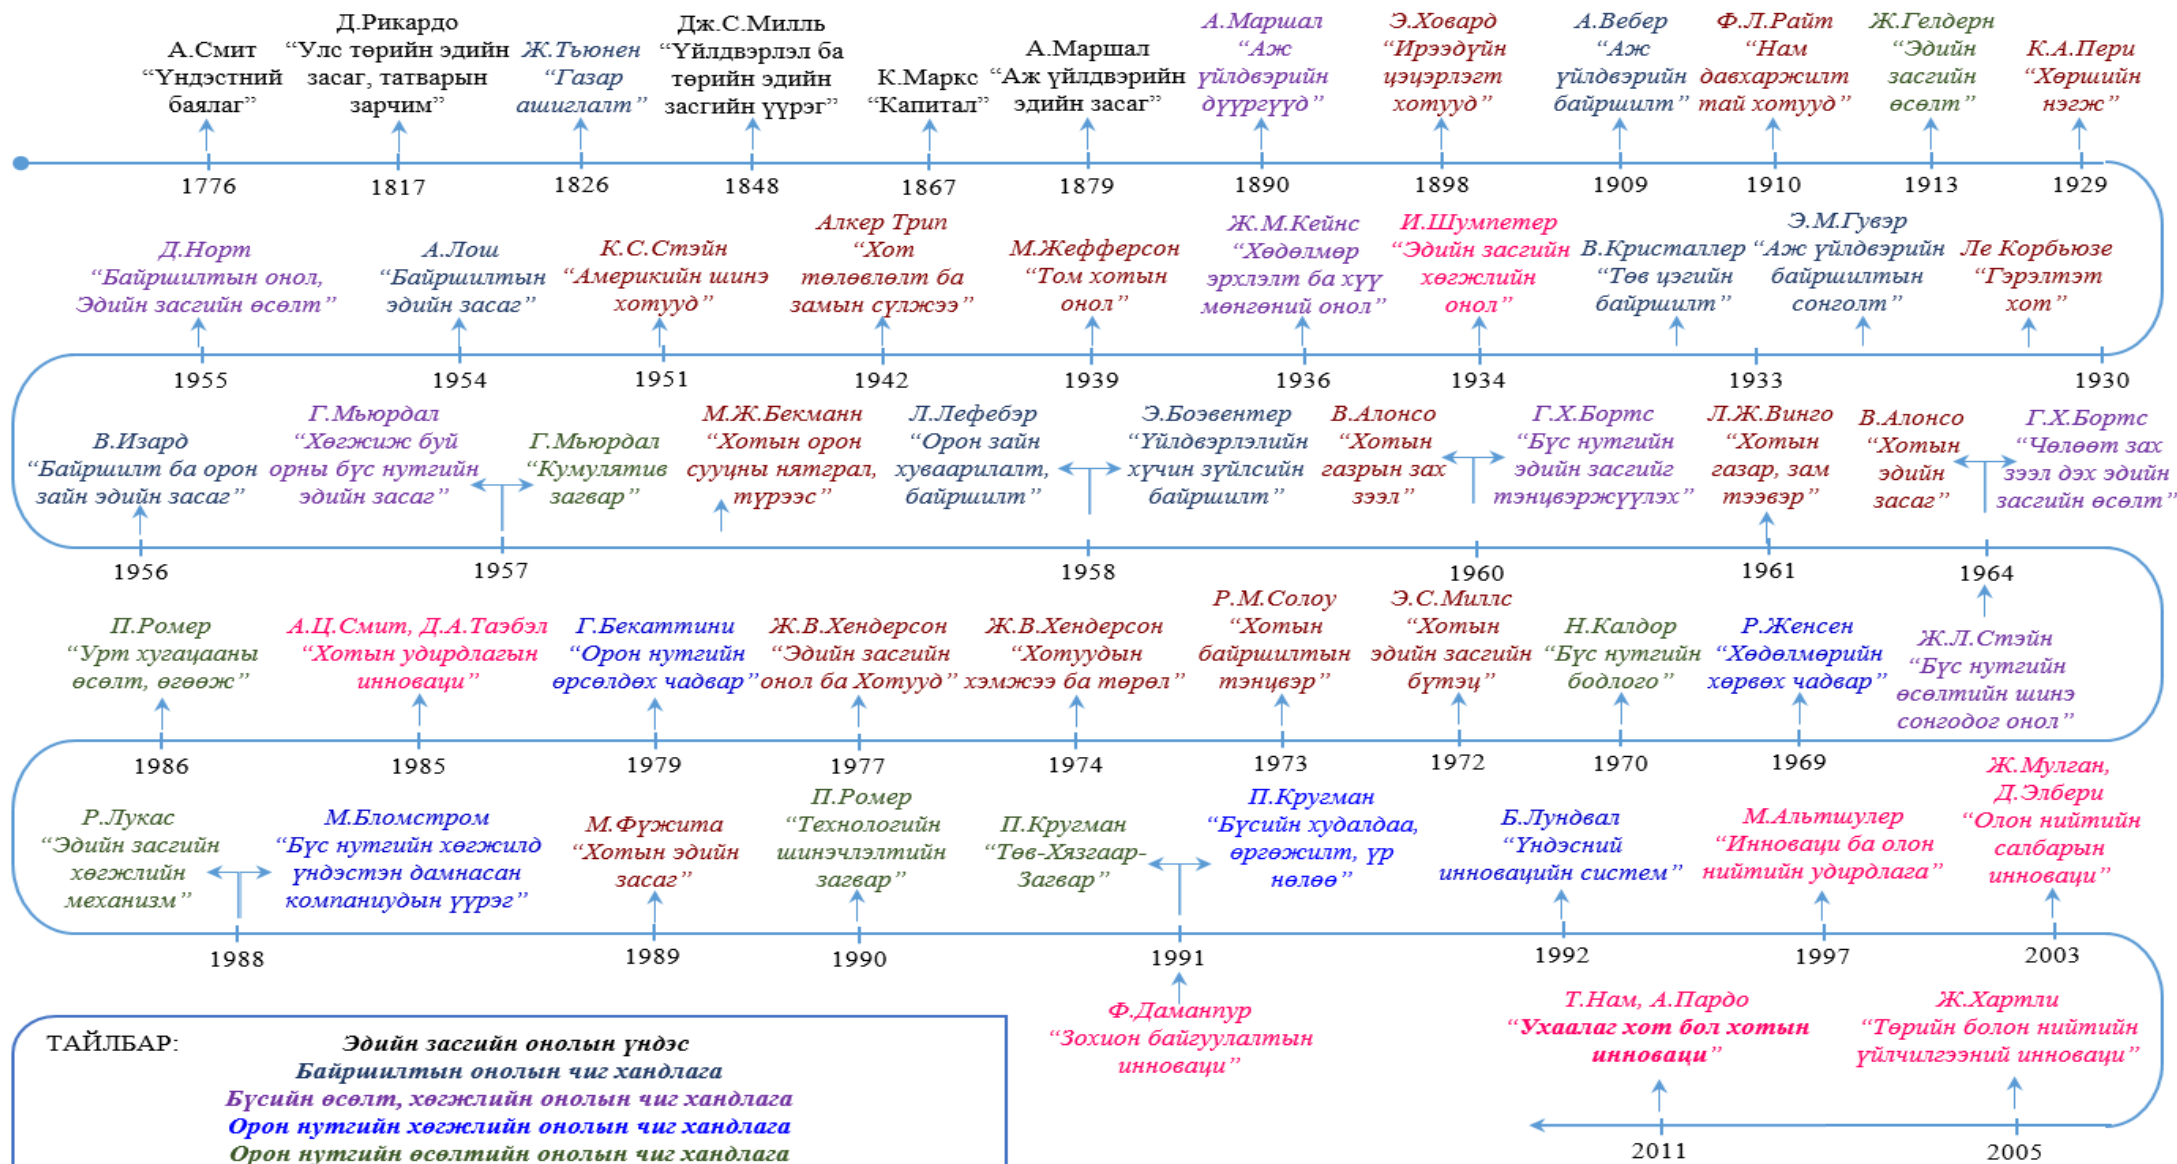 А.Смит
“Үндэстний
баялаг”
Д.Рикардо
“Улс төрийн эдийн
засаг, татварын
зарчим”
Ж.Тьюнен
“Газар
ашиглалт”
Дж.С.Милль
“Үйлдвэрлэл ба
төрийн эдийн
засгийн үүрэг”
К.Маркс
“Капитал”
А.Маршал
“Аж үйлдвэрийн
эдийн засаг”
А.Маршал
“Аж
үйлдвэрийн
дүүргүүд”
Э.Ховард
“Ирээдүйн
цэцэрлэгт
хотууд”
А.Вебер
“Аж
үйлдвэрийн
байршилт”
Ф.Л.Райт
“Нам
давхаржилт
тай хотууд”
Ж.Гелдерн
“Эдийн
засгийн
өсөлт”
К.А.Пери
“Хөршийн
нэгж”
1776
1817
1826
1848
1867
1879
1890
1898
1909
1910
1913
1929
Д.Норт
“Байршилтын онол,
Эдийн засгийн өсөлт”
А.Лош
“Байршилтын
эдийн засаг”
К.С.Стэйн
“Америкийн шинэ
хотууд”
Алкер Трип
“Хот
төлөвлөлт ба
замын сүлжээ”
М.Жефферсон
“Том хотын
онол”
Ж.М.Кейнс
“Хөдөлмөр
эрхлэлт ба хүү
мөнгөний онол”
И.Шумпетер
“Эдийн засгийн
хөгжлийн
онол”
В.Кристаллер
“Төв цэгийн
байршилт”
Э.М.Гувэр
“Аж үйлдвэрийн
байршилтын
сонголт”
Ле Корбьюзе
“Гэрэлтэт
хот”
1955
1954
1951
1942
1939
1936
1934
1933
1930
В.Изард
“Байршилт ба орон
зайн эдийн засаг”
Г.Мьюрдал
“Хөгжиж буй
орны бүс нутгийн
эдийн засаг”
Г.Мьюрдал
“Кумулятив
загвар”
М.Ж.Бекманн
“Хотын орон
сууцны нягтрал,
түрээс”
Л.Лефебэр
“Орон зайн
хуваарилалт,
байршилт”
Э.Боэвентер
“Үйлдвэрлэлийн
хүчин зүйлсийн
байршилт”
В.Алонсо
“Хотын
газрын зах
зээл”
Г.Х.Бортс
“Бүс нутгийн
эдийн засгийг
тэнцвэржүүлэх”
Л.Ж.Винго
“Хотын
газар, зам
тээвэр”
В.Алонсо
“Хотын
эдийн
засаг”
Г.Х.Бортс
“Чөлөөт зах
зээл дэх эдийн
засгийн өсөлт”
1956
1957
1958
1960
1961
1964
П.Ромер
“Урт хугацааны
өсөлт, өгөөж”
А.Ц.Смит, Д.А.Таэбэл
“Хотын удирдлагын
инноваци”
Г.Бекаттини
“Орон нутгийн
өрсөлдөх чадвар”
Ж.В.Хендерсон
“Эдийн засгийн
онол ба Хотууд”
Ж.В.Хендерсон
“Хотуудын
хэмжээ ба төрөл”
Р.М.Солоу
“Хотын
байршилтын
тэнцвэр”
Э.С.Миллс
“Хотын
эдийн засгийн
бүтэц”
Н.Калдор
“Бүс нутгийн
бодлого”
Р.Женсен
“Хөдөлмөрийн
хөрвөх чадвар”
Ж.Л.Стэйн
“Бүс нутгийн
өсөлтийн шинэ
сонгодог онол”
1986
1985
1979
1977
1974
1973
1972
1970
1969
Р.Лукас
“Эдийн засгийн
хөгжлийн
механизм”
М.Бломстром
“Бүс нутгийн хөгжилд
үндэстэн дамнасан
компаниудын үүрэг”
М.Фүжита
“Хотын эдийн
засаг”
П.Ромер
“Технологийн
шинэчлэлтийн
загвар”
П.Кругман
“Төв-Хязгаар-
Загвар”
П.Кругман
“Бүсийн худалдаа,
өргөжилт, үр
нөлөө”
Б.Лундвал
“Үндэсний
инновацийн систем”
М.Альтшулер
“Инноваци ба олон
нийтийн удирдлага”
Ж.Мулган,
Д.Элбери
“Олон нийтийн
салбарын
инноваци”
1988
1989
1990
1991
1992
1997
2003
Ф.Даманпур
“Зохион байгуулалтын
инноваци”
Т.Нам, А.Пардо
“Ухаалаг хот бол хотын
инноваци”
Ж.Хартли
“Төрийн болон нийтийн
үйлчилгээний инноваци”
2011
2005
ТАЙЛБАР:
Эдийн засгийн онолын үндэс
Байршилтын онолын чиг хандлага
Бүсийн өсөлт, хөгжлийн онолын чиг хандлага
Орон нутгийн хөгжлийн онолын чиг хандлага
Орон нутгийн өсөлтийн онолын чиг хандлага